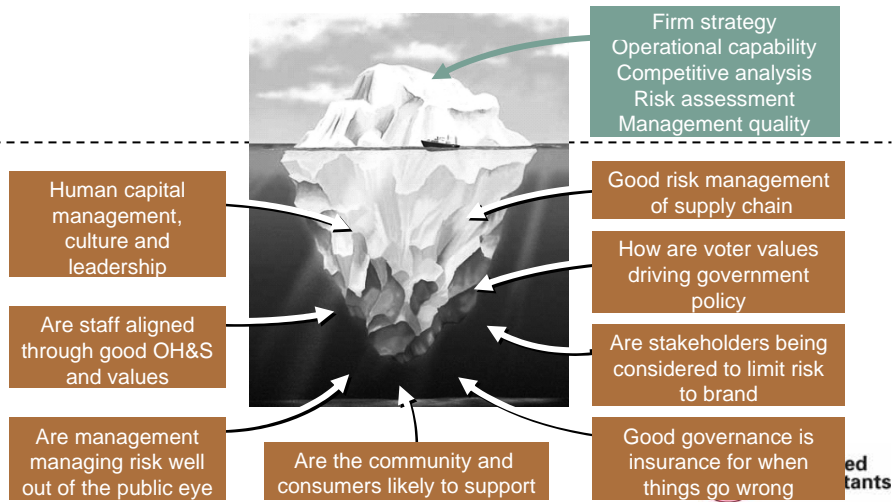 Firm strategy
Operational capability
Competitive analysis
Risk assessment
Management quality
Human capital
management,
culture and
leadership
Good risk management
of supply chain
How are voter values
driving government
policy
Are staff aligned
through good OH&S
and values
Are stakeholders being
considered to limit risk
to brand
Are management
managing risk well
out of the public eye
Are the community and
consumers likely to support
Good governance is
insurance for when
things go wrong
ed
tants